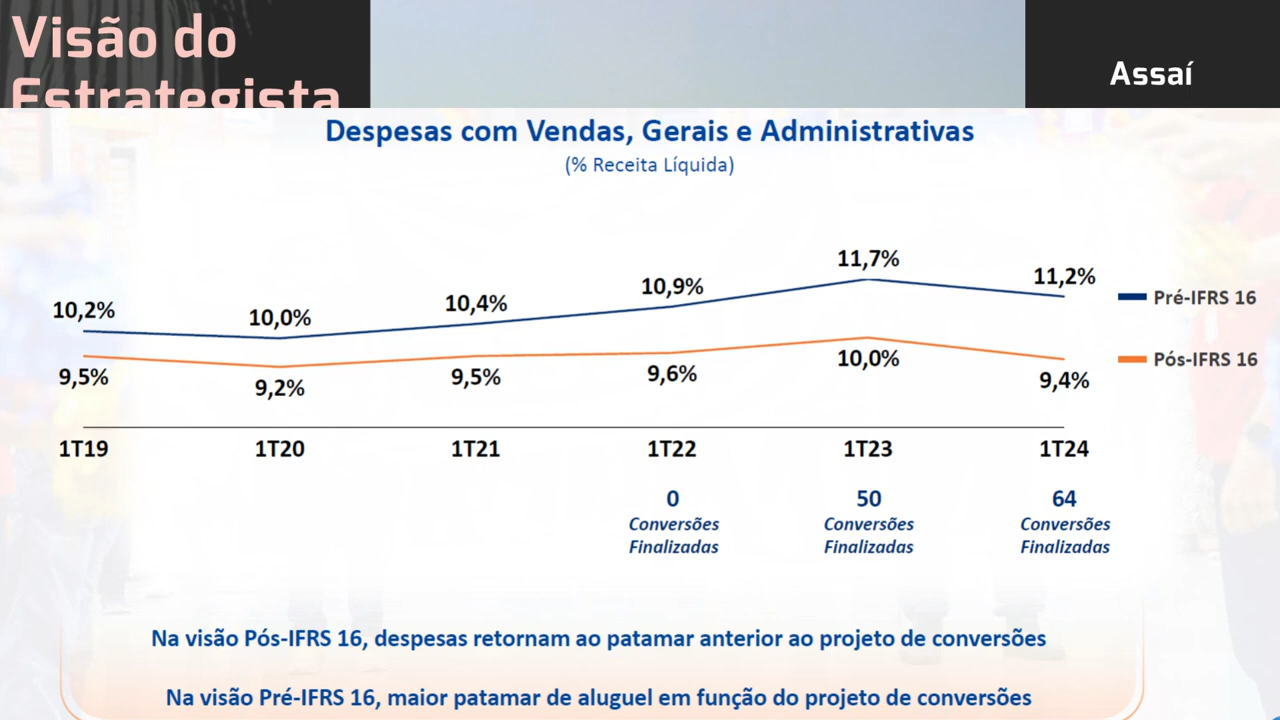 Visão do
Estrategista
Assaí
Despesas com Vendas, Gerais e Administrativas
(% Receita Líquida)
10,2% 10,0% 10,4% 10,9% 11,7% 11,2%
Pré-IFRS 16
9,5% 9,2% 9,5% 9,6% 10,0% 9,4%
Pós-IFRS 16
1T19 1T20 1T21 1T22 1T23 1T24
0 50 64
Conversões Conversões Conversões
Finalizadas Finalizadas Finalizadas
Na visão Pós-IFRS 16, despesas retornam ao patamar anterior ao projeto de conversões
Na visão Pré-IFRS 16, maior patamar de aluguel em função do projeto de conversões